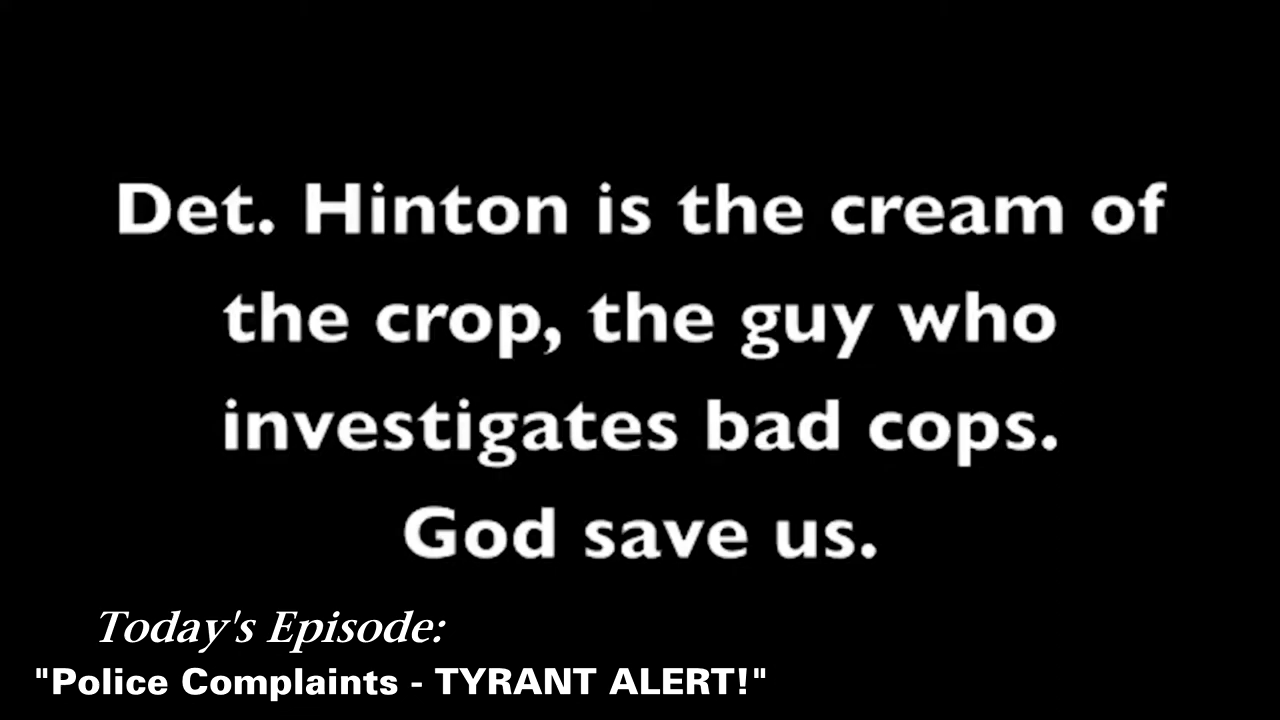 Det. Hinton is the cream of
the crop, the guy who
investigates bad cops.
God save us.
Today's Episode:
"Police Complaints - TYRANT ALERT!"